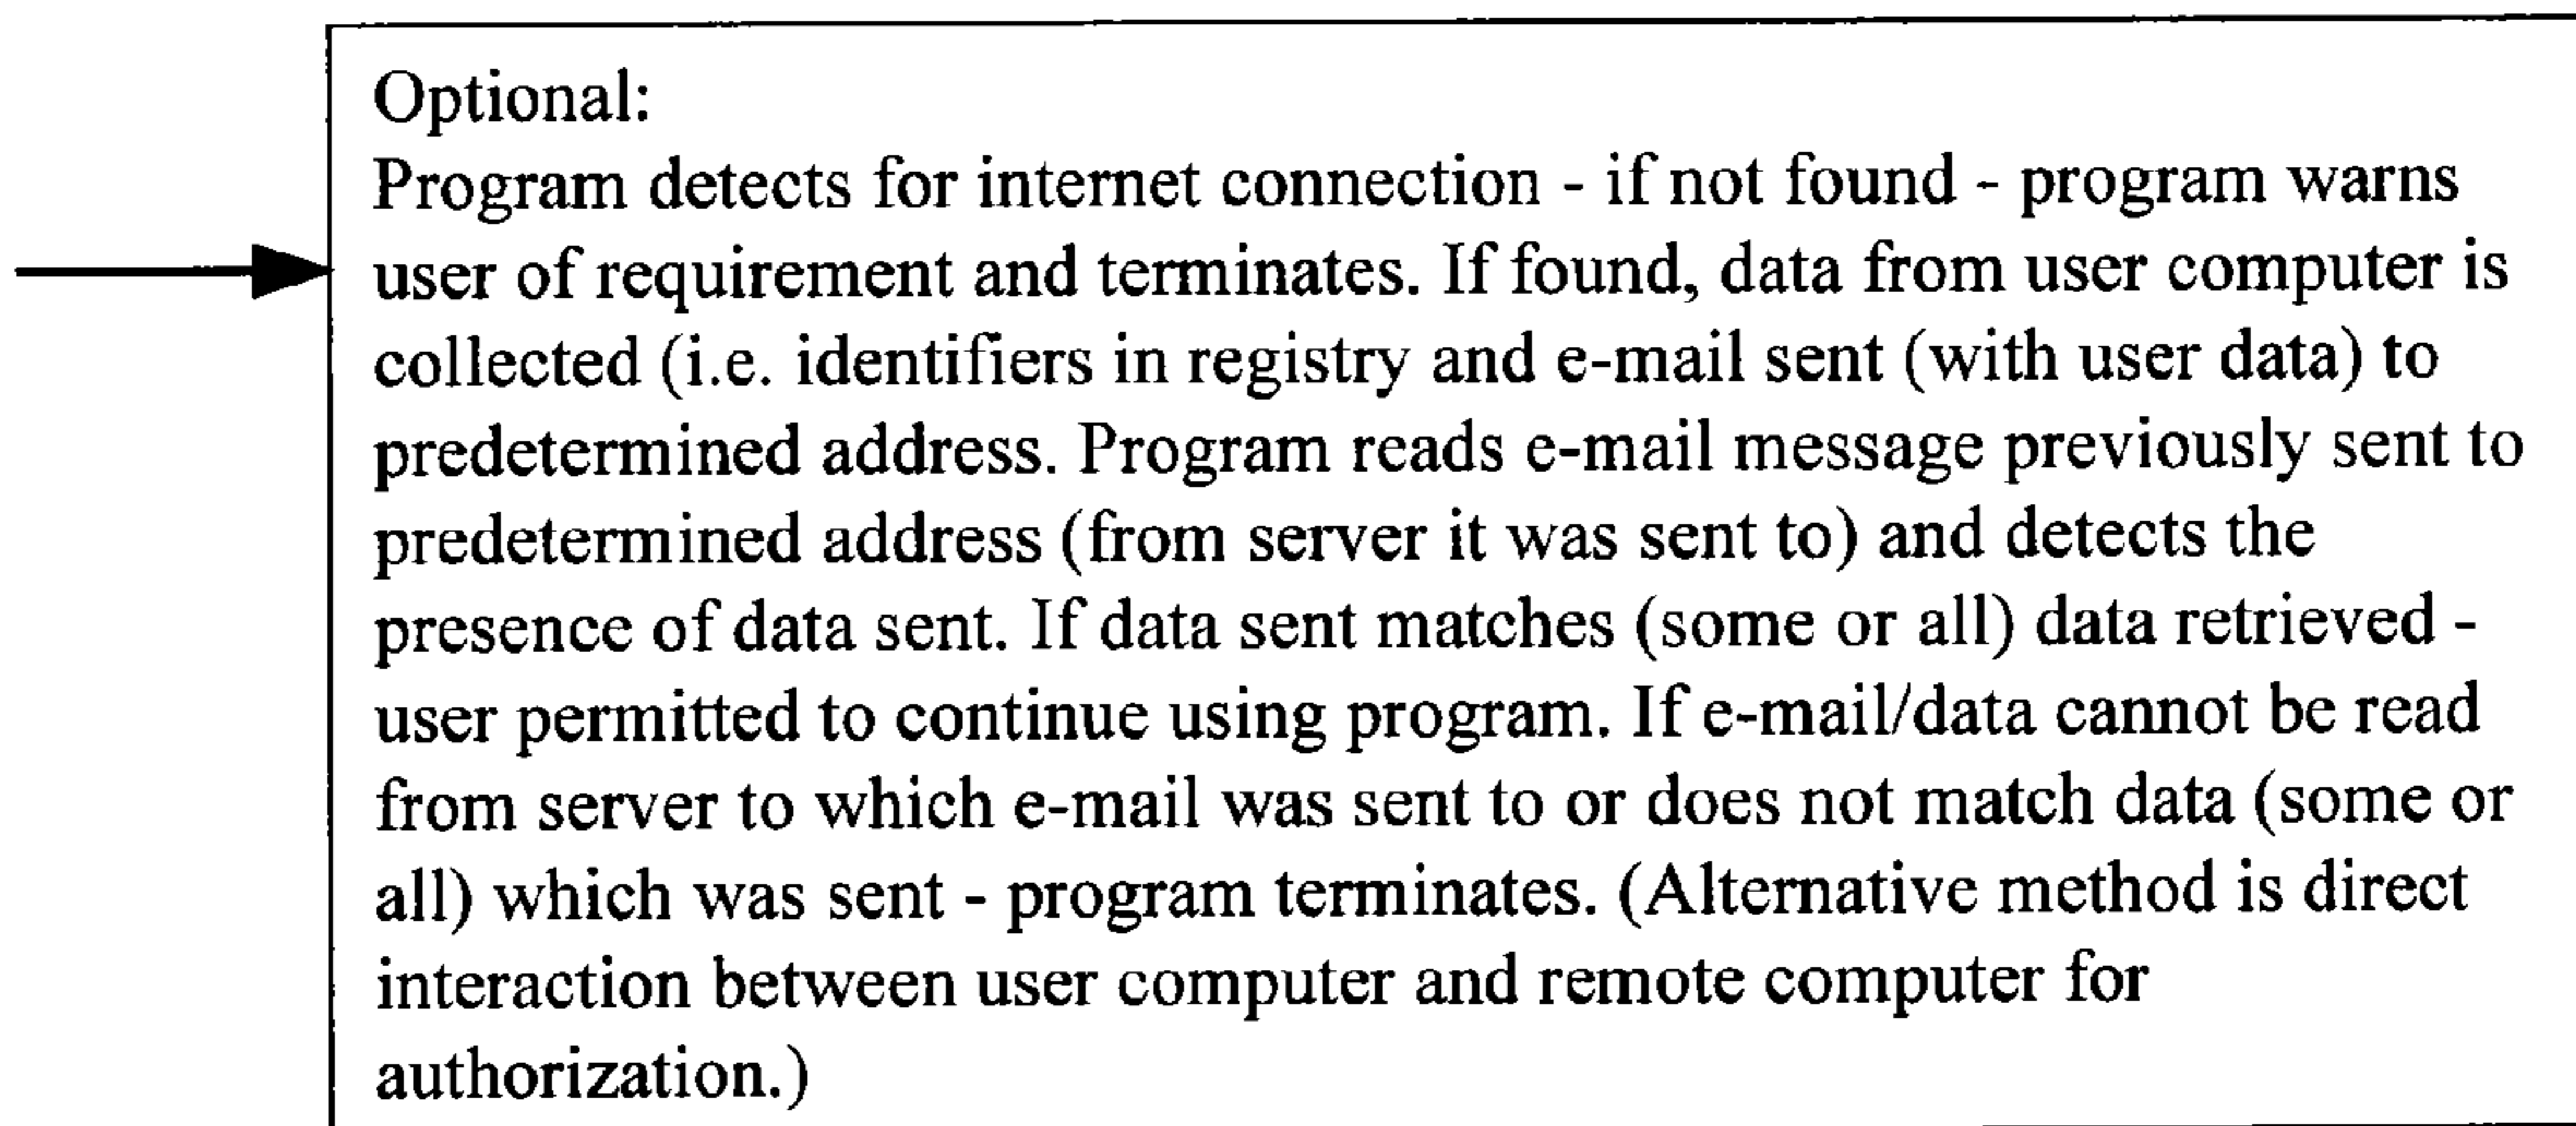 Optional:
Program detects for internet connection - if not found - program warns
user of requirement and terminates. If found, data from user computer is
collected (i.e. identifiers in registry and e-mail sent (with user data) to
predetermined address. Program reads e-mail message previously sent to
predetermined address (from server it was sent to) and detects the
presence of data sent. If data sent matches (some or all) data retrieved -
user permitted to continue using program. If e-mail/data cannot be read
from server to which e-mail was sent to or does not match data (some or
all) which was sent - program terminates. (Alternative method is direct
interaction between user computer and remote computer for
authorization.)